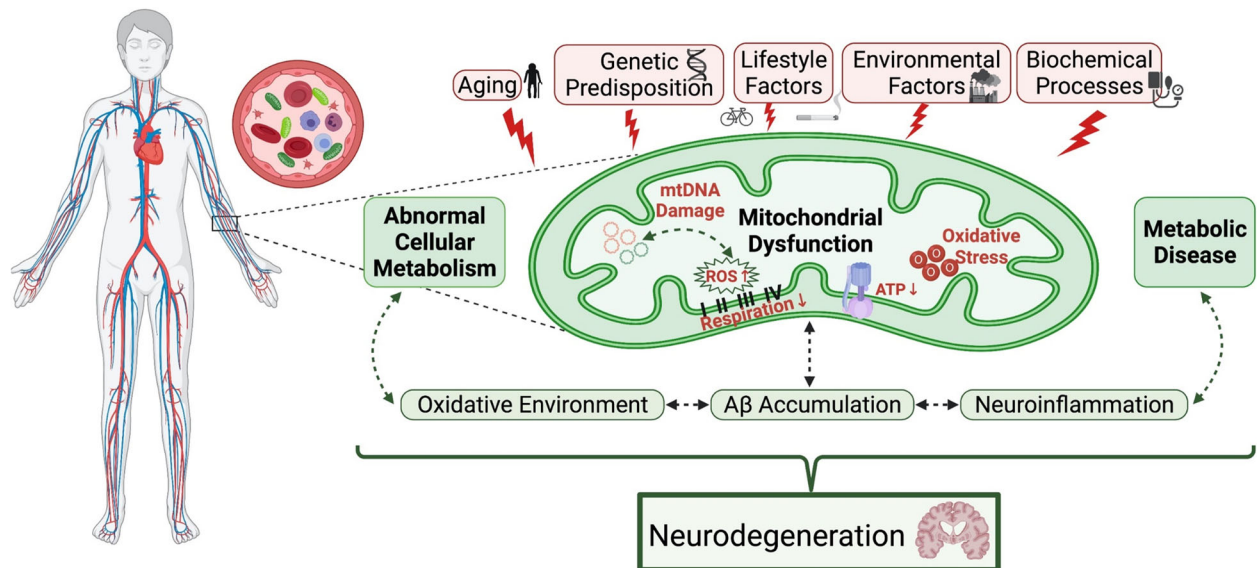 Aging
Genetic
Predisposition
Lifestyle
Factors
Environmental
Factors
Biochemical
Processes
Abnormal
Cellular
Metabolism
mtDNA
Damage
Mitochondrial
Dysfunction
ROS ↑
I II III IV
Respiration ↓
ATP ↓
Oxidative
Stress
O O O O
Metabolic
Disease
Oxidative Environment
Aβ Accumulation
Neuroinflammation
Neurodegeneration